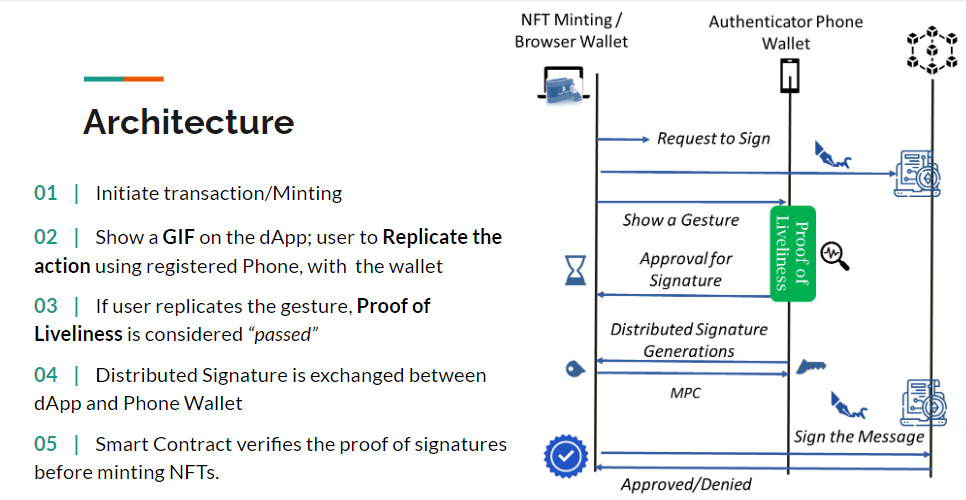 Architecture
01 | Initiate transaction/Minting
02 | Show a GIF on the dApp; user to Replicate the
action using registered Phone, with the wallet
03 | If user replicates the gesture, Proof of
Liveliness is considered “passed”
04 | Distributed Signature is exchanged between
dApp and Phone Wallet
05 | Smart Contract verifies the proof of signatures
before minting NFTs.
NFT Minting /
Browser Wallet
Authenticator Phone
Wallet
Request to Sign
Show a Gesture
Proof of
Liveliness
Approval for
Signature
Distributed Signature
Generations
MPC
Sign the Message
Approved/Denied